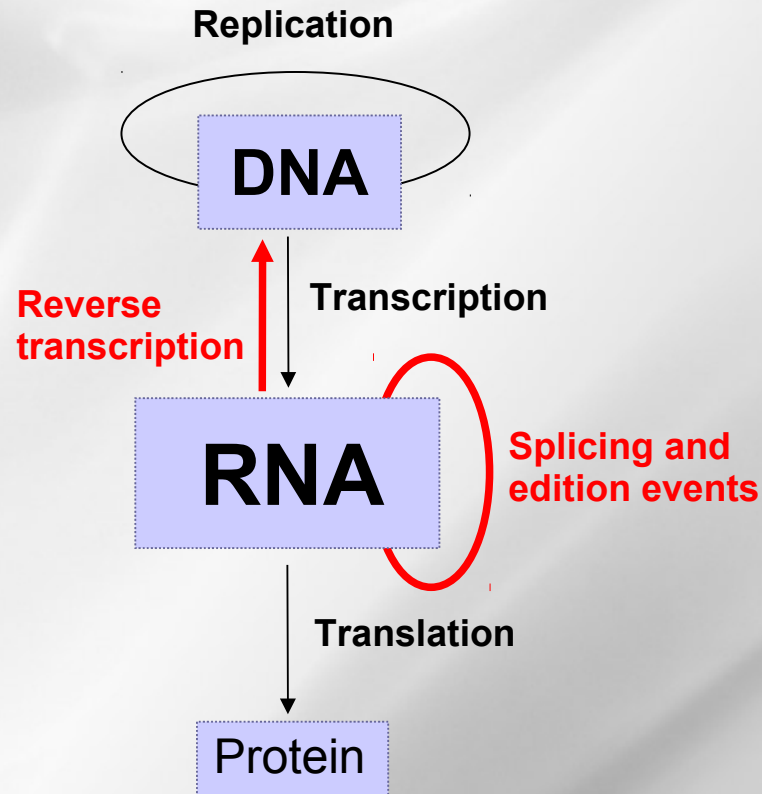 Replication
DNA
Transcription
Reverse
transcription
RNA
Splicing and
edition events
Translation
Protein